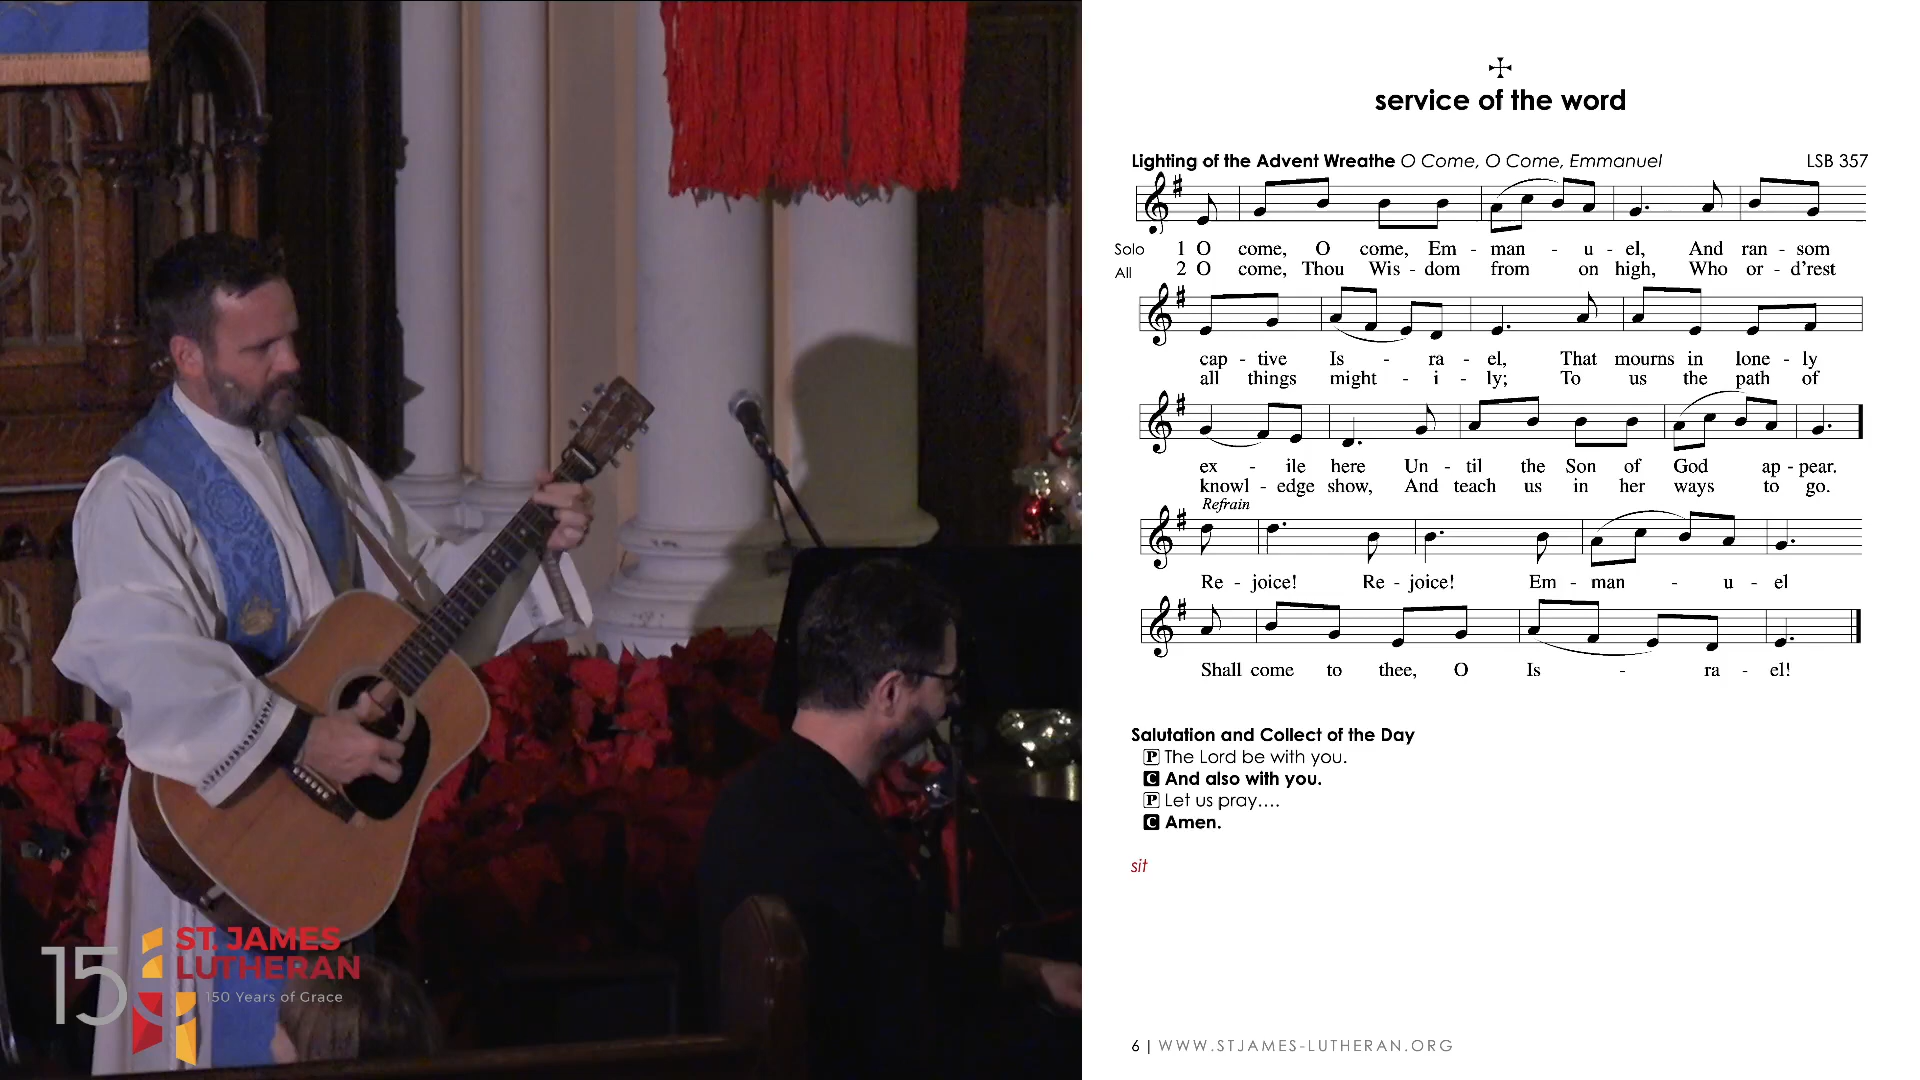 service of the word
Lighting of the Advent Wreathe O Come, O Come, Emmanuel LSB 357
Solo 1 O come, O come, Em - man - u - el, And ran - som
All 2 O come, Thou Wis - dom from on high, Who or - d'rest
cap - tive Is - ra - el, That mourns in lone - ly
all things might - i - ly; To us the path of
ex - ile here Un - til the Son of God ap - pear.
knowl - edge show, And teach us in her ways to go.
Refrain
Re - joice! Re - joice! Em - man - u - el
Shall come to thee, O Is - ra - el!
Salutation and Collect of the Day
P The Lord be with you.
C And also with you.
P Let us pray....
C Amen.
sit
6 | WWW.STJAMES-LUTHERAN.ORG
150
ST. JAMES
LUTHERAN
150 Years of Grace